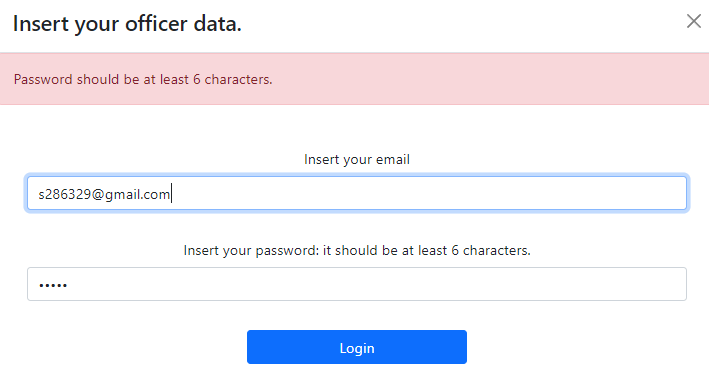 Insert your officer data.
Password should be at least 6 characters.
Insert your email
s286329@gmail.com
Insert your password: it should be at least 6 characters.
•••••
Login